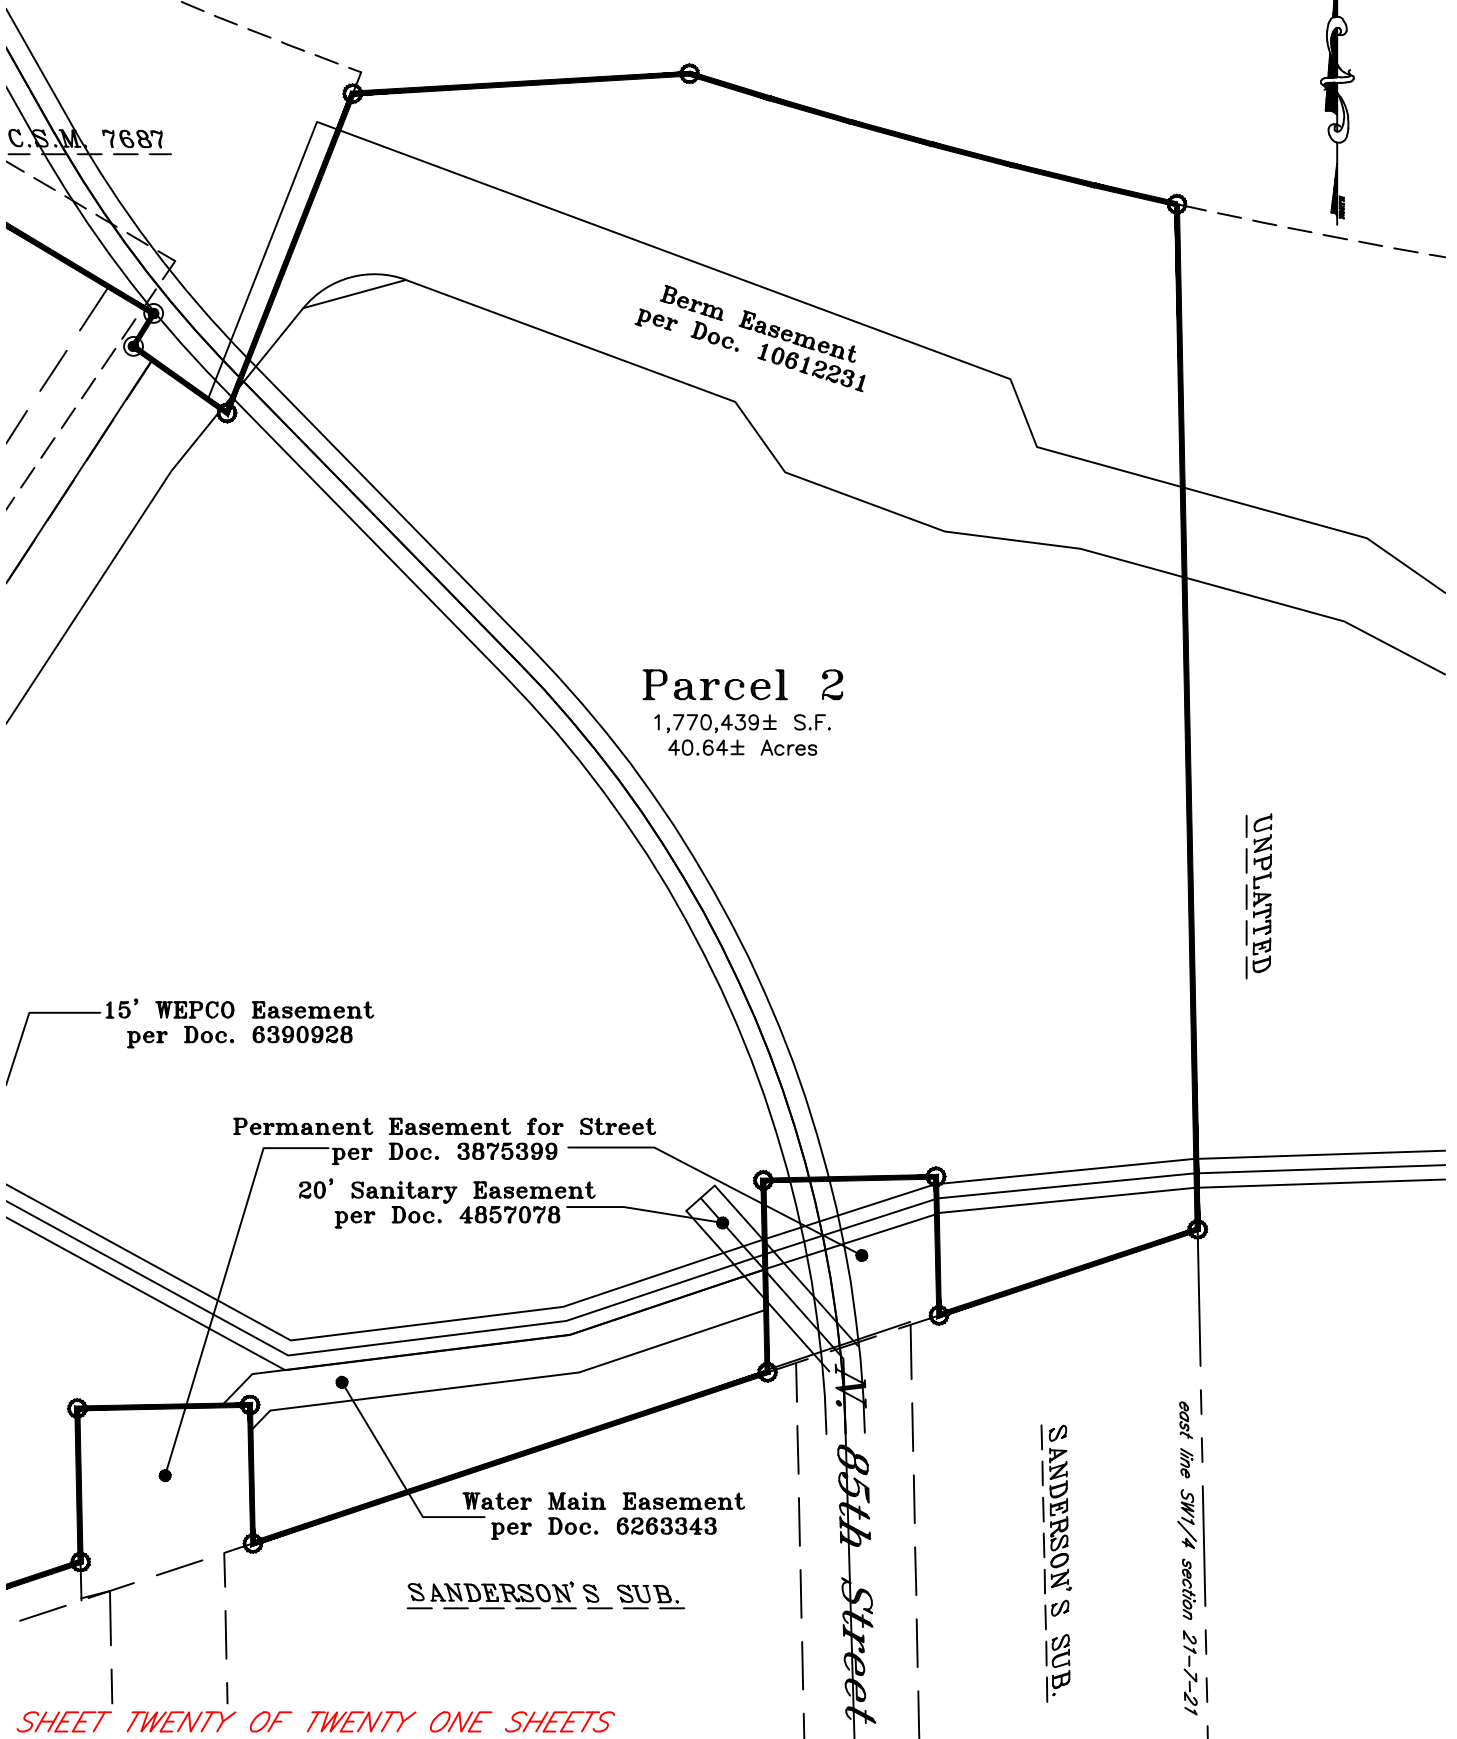 C.S.M. 7687
Berm Easement
per Doc. 10612231
Parcel 2
1,770,439± S.F.
40.64± Acres
UNPLATTED
15' WEPCO Easement
per Doc. 6390928
Permanent Easement for Street
per Doc. 3875399
20' Sanitary Easement
per Doc. 4857078
Water Main Easement
per Doc. 6263343
SANDERSON'S SUB.
N. 85th Street
SANDERSON'S SUB.
east line SW1/4 section 21-7-21
SHEET TWENTY OF TWENTY ONE SHEETS